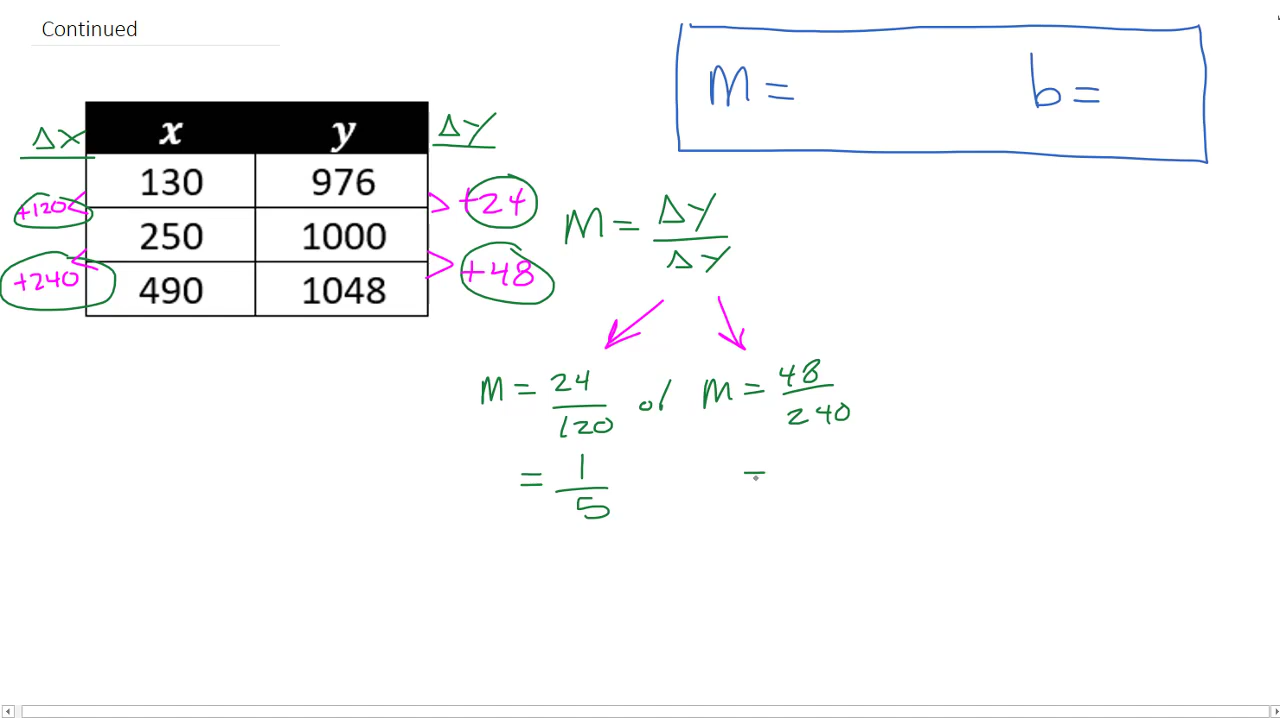 Continued
m = b =
Δx x y Δy
130 976
+120 +24
250 1000
+240 +48
490 1048
m = Δy / Δy
m = 24/120 or m = 48/240
= 1/5 =